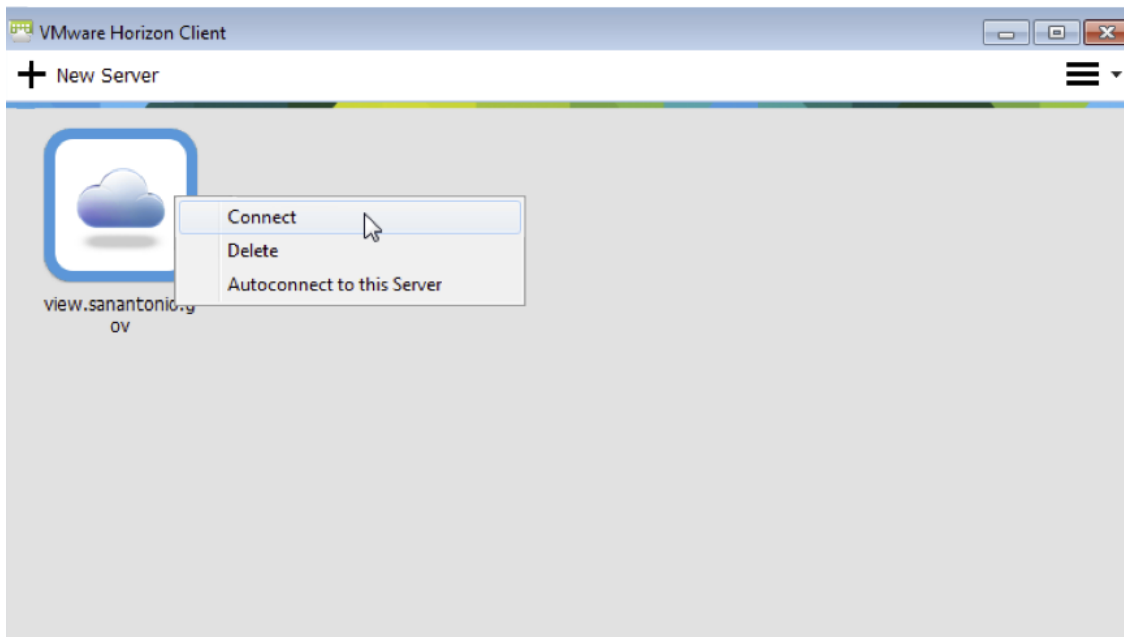 VMware Horizon Client
New Server
Connect
Delete
Autoconnect to this Server
view.sanantonio.g
ov